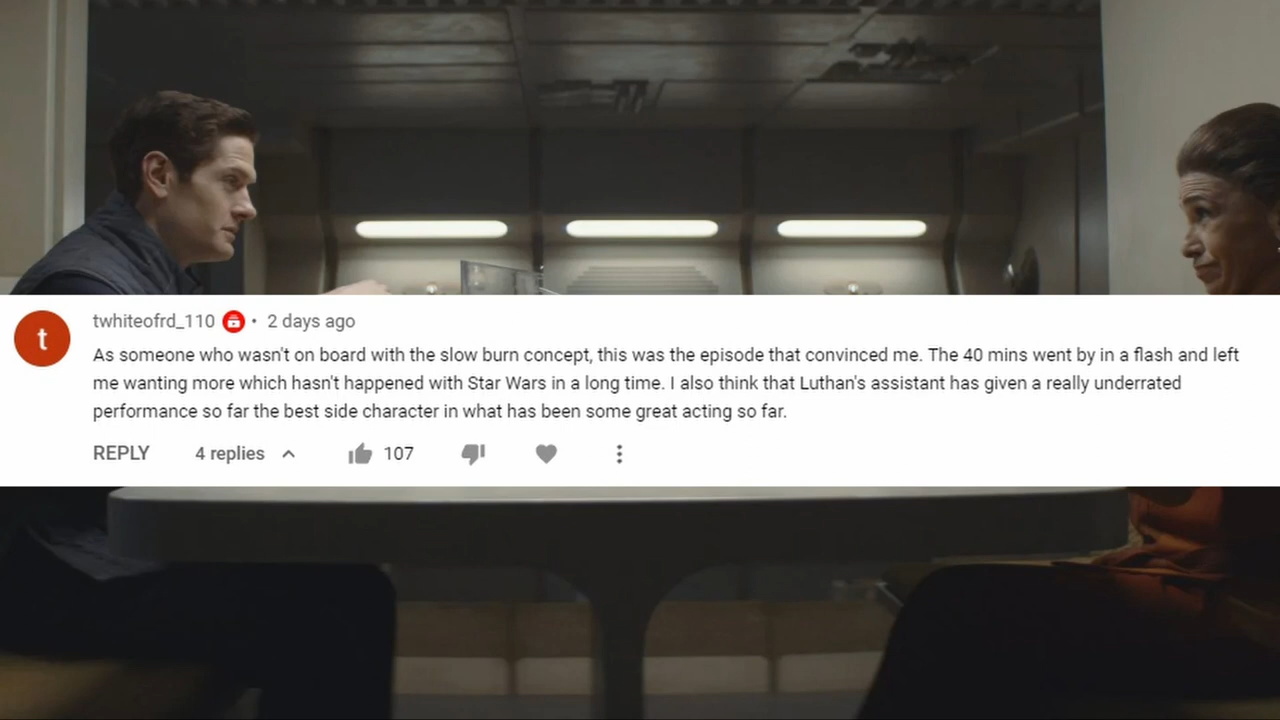 t
twhiteofrd_110 • 2 days ago
As someone who wasn't on board with the slow burn concept, this was the episode that convinced me. The 40 mins went by in a flash and left
me wanting more which hasn't happened with Star Wars in a long time. I also think that Luthan's assistant has given a really underrated
performance so far the best side character in what has been some great acting so far.
REPLY 4 replies 107